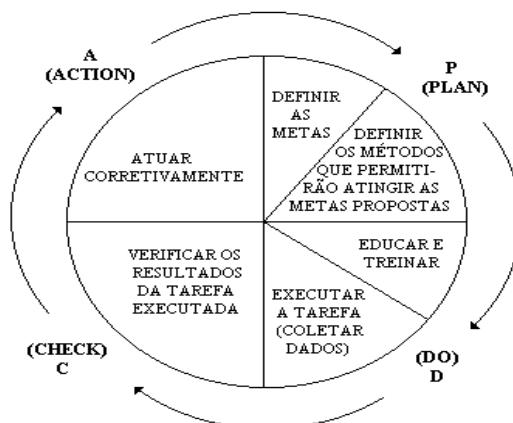 A
(ACTION)
P
(PLAN)
DEFINIR
AS
METAS
DEFINIR
OS MÉTODOS
QUE PERMITI-
RÃO ATINGIR AS
METAS PROPOSTAS
ATUAR
CORRETIVAMENTE
VERIFICAR OS
RESULTADOS
DA TAREFA
EXECUTADA
EDUCAR E
TREINAR
EXECUTAR
A TAREFA
(COLETAR
DADOS)
(CHECK)
C
(DO)
D